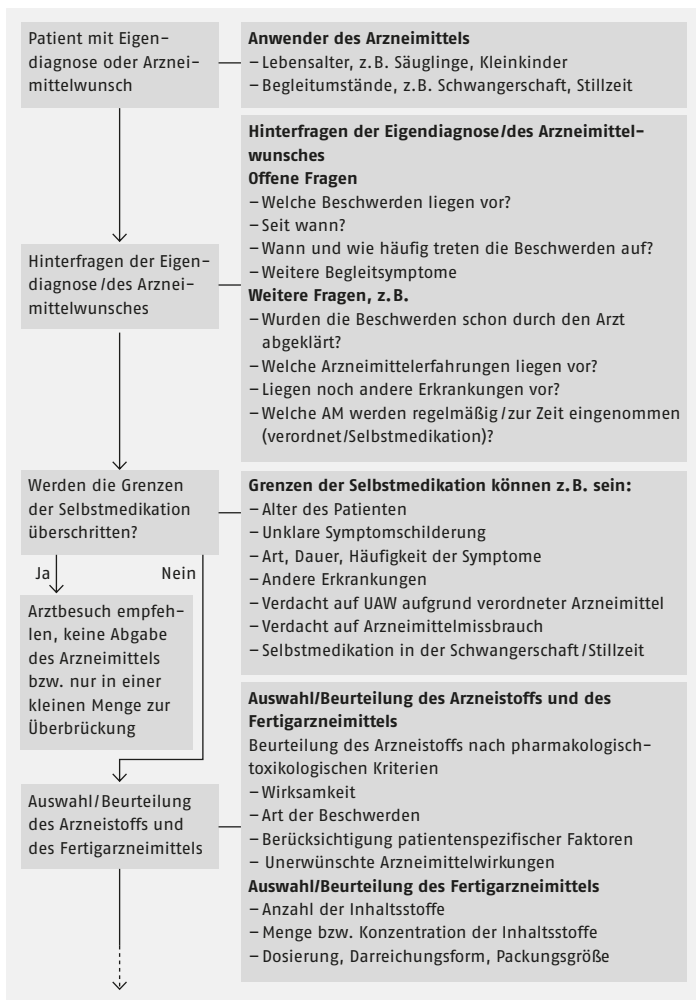 Patient mit Eigen-
diagnose oder Arznei-
mittelwunsch
Anwender des Arzneimittels
– Lebensalter, z.B. Säuglinge, Kleinkinder
– Begleitumstände, z.B. Schwangerschaft, Stillzeit
Hinterfragen der Eigendiagnose/des Arzneimittel-
wunsches
Offene Fragen
– Welche Beschwerden liegen vor?
– Seit wann?
– Wann und wie häufig treten die Beschwerden auf?
– Weitere Begleitsymptome
Weitere Fragen, z.B.
– Wurden die Beschwerden schon durch den Arzt
abgeklärt?
– Welche Arzneimittelerfahrungen liegen vor?
– Liegen noch andere Erkrankungen vor?
– Welche AM werden regelmäßig/zur Zeit eingenommen
(verordnet/Selbstmedikation)?
Hinterfragen der Eigen-
diagnose/des Arznei-
mittelwunsches
Werden die Grenzen
der Selbstmedikation
überschritten?
Grenzen der Selbstmedikation können z.B. sein:
– Alter des Patienten
– Unklare Symptomschilderung
– Art, Dauer, Häufigkeit der Symptome
– Andere Erkrankungen
– Verdacht auf UAW aufgrund verordneter Arzneimittel
– Verdacht auf Arzneimittelmissbrauch
– Selbstmedikation in der Schwangerschaft/Stillzeit
Ja
Nein
Arztbesuch empfeh-
len, keine Abgabe
des Arzneimittels
bzw. nur in einer
kleinen Menge zur
Überbrückung
Auswahl/Beurteilung
des Arzneistoffs und
des Fertigarzneimittels
Auswahl/Beurteilung des Arzneistoffs und des
Fertigarzneimittels
Beurteilung des Arzneistoffs nach pharmakologisch-
toxikologischen Kriterien
– Wirksamkeit
– Art der Beschwerden
– Berücksichtigung patientenspezifischer Faktoren
– Unerwünschte Arzneimittelwirkungen
Auswahl/Beurteilung des Fertigarzneimittels
– Anzahl der Inhaltsstoffe
– Menge bzw. Konzentration der Inhaltsstoffe
– Dosierung, Darreichungsform, Packungsgröße